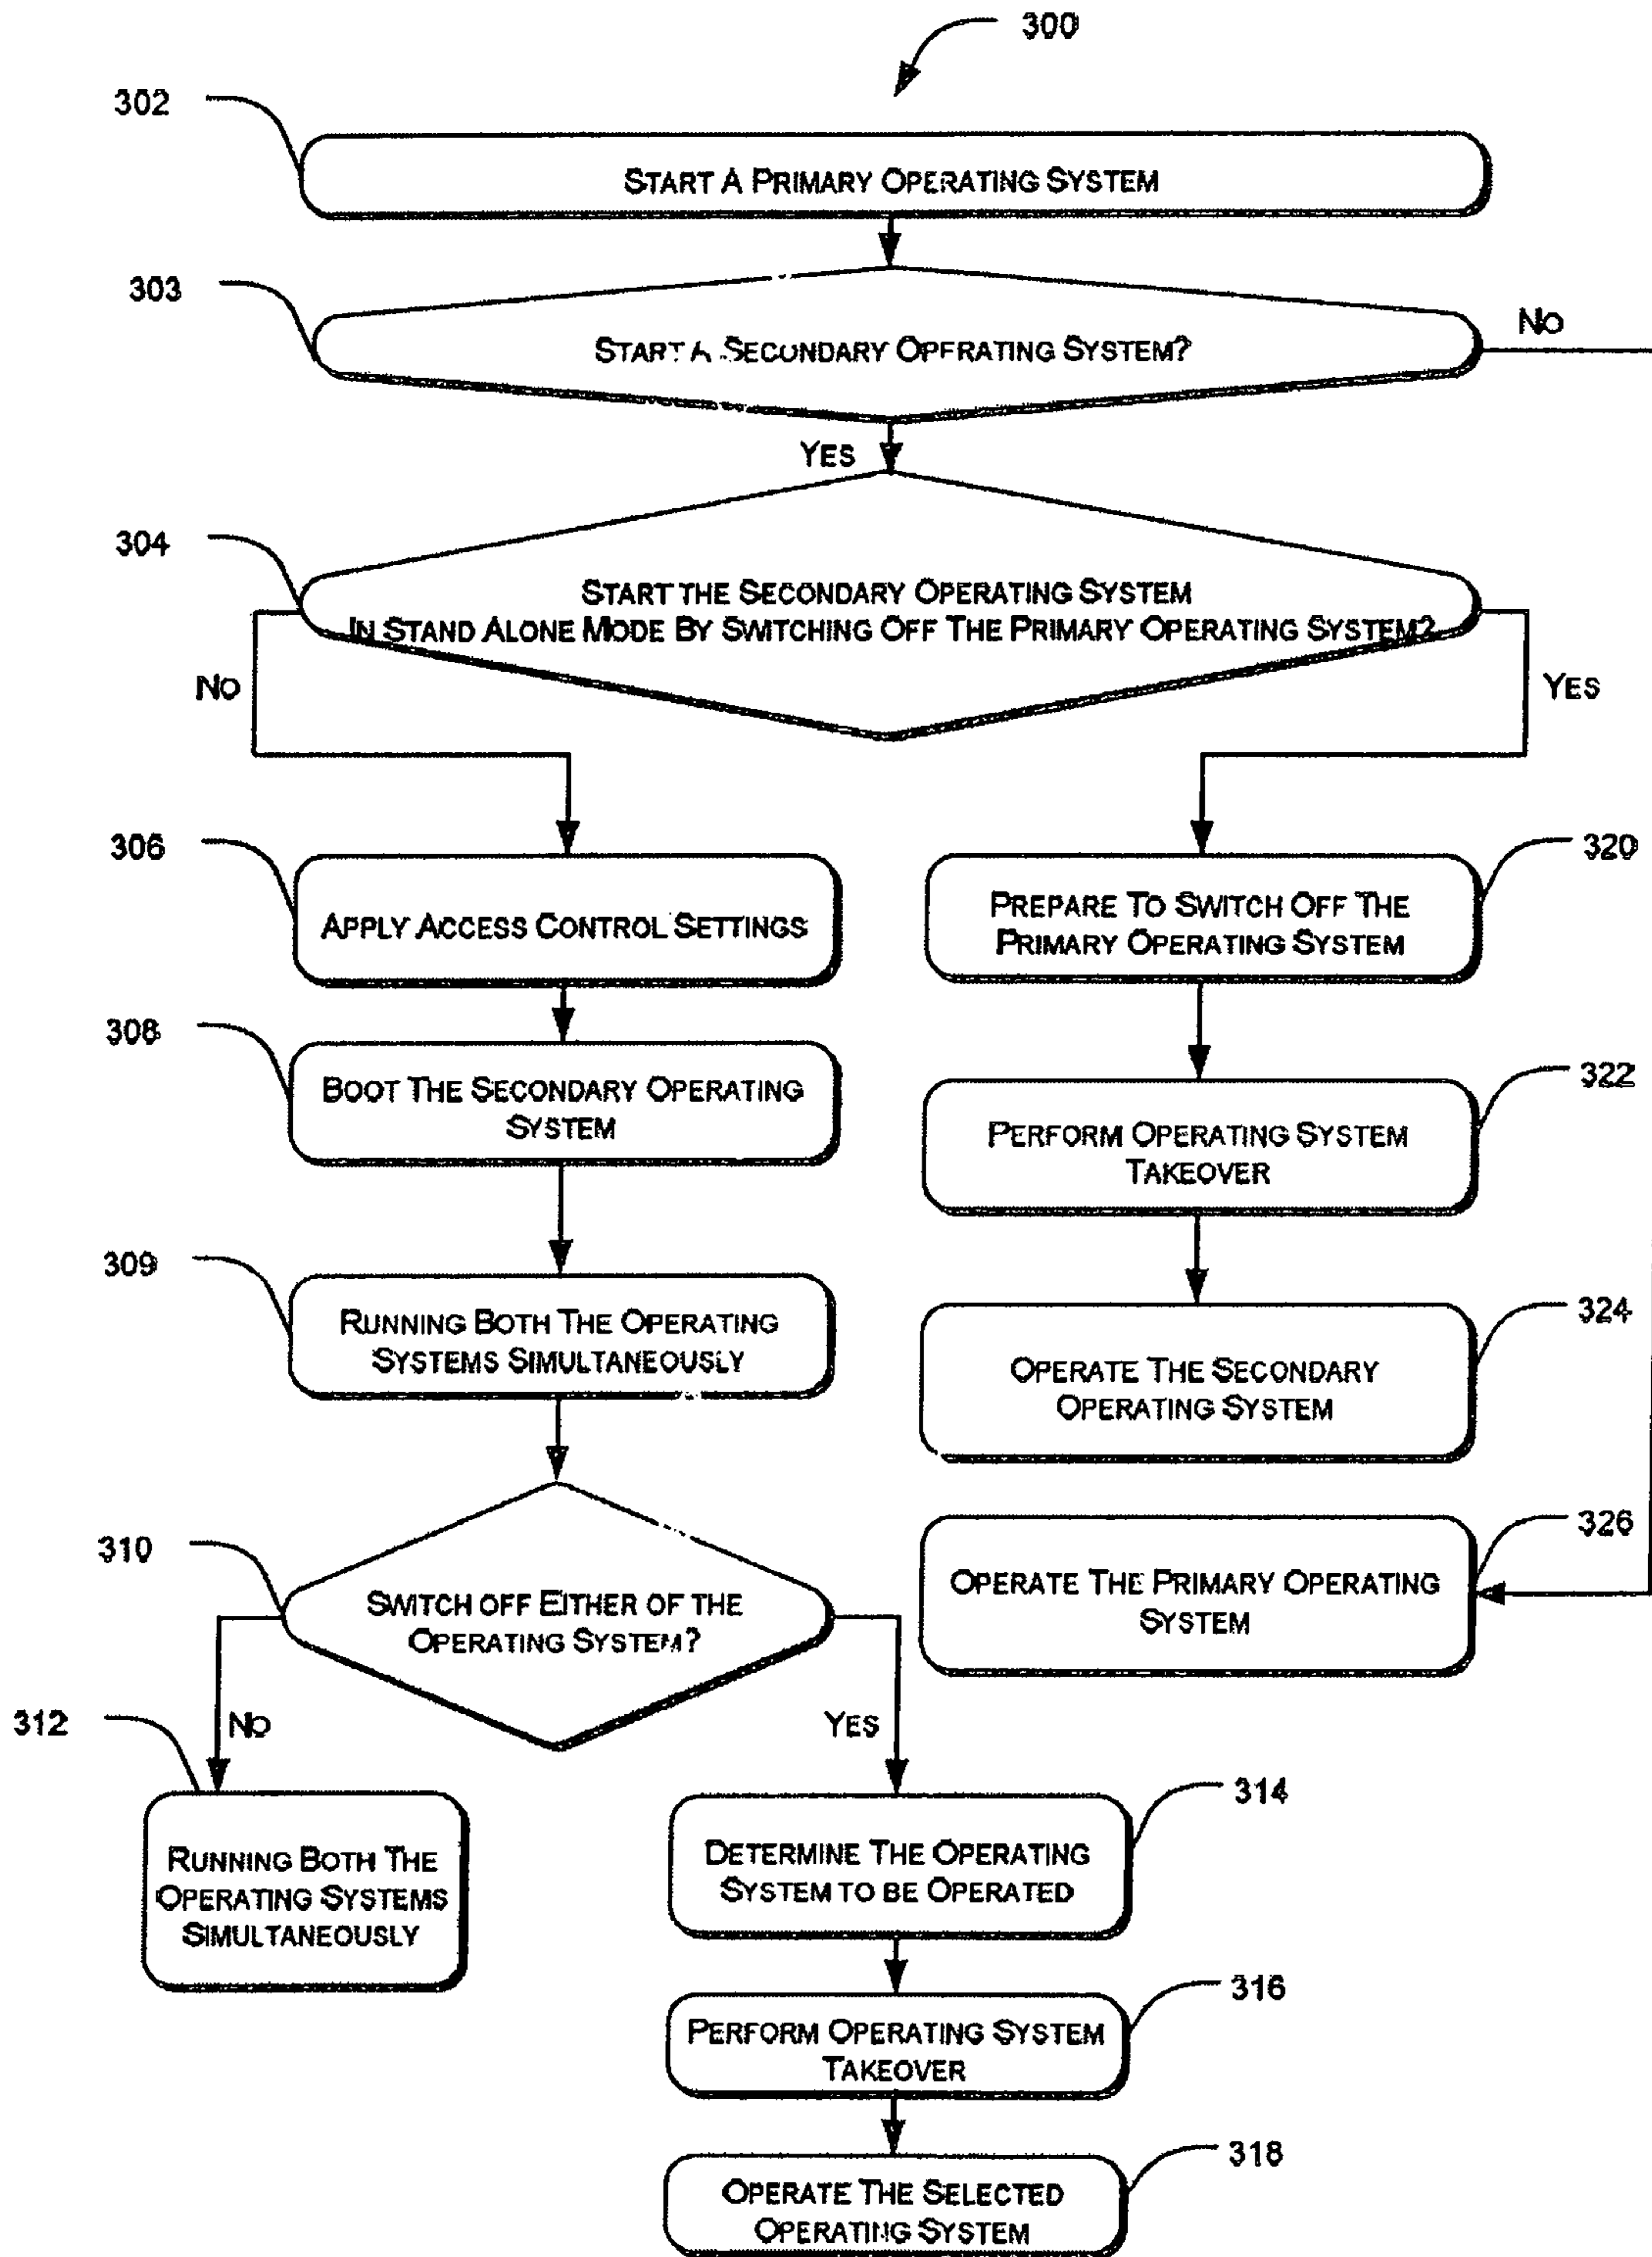 300
302
START A PRIMARY OPERATING SYSTEM
303
START A SECONDARY OPERATING SYSTEM?
NO
YES
304
START THE SECONDARY OPERATING SYSTEM
IN STAND ALONE MODE BY SWITCHING OFF THE PRIMARY OPERATING SYSTEM?
NO
YES
306
APPLY ACCESS CONTROL SETTINGS
320
PREPARE TO SWITCH OFF THE
PRIMARY OPERATING SYSTEM
308
BOOT THE SECONDARY OPERATING
SYSTEM
322
PERFORM OPERATING SYSTEM
TAKEOVER
309
RUNNING BOTH THE OPERATING
SYSTEMS SIMULTANEOUSLY
324
OPERATE THE SECONDARY
OPERATING SYSTEM
310
SWITCH OFF EITHER OF THE
OPERATING SYSTEM?
326
OPERATE THE PRIMARY OPERATING
SYSTEM
NO
YES
312
RUNNING BOTH THE
OPERATING SYSTEMS
SIMULTANEOUSLY
314
DETERMINE THE OPERATING
SYSTEM TO BE OPERATED
316
PERFORM OPERATING SYSTEM
TAKEOVER
318
OPERATE THE SELECTED
OPERATING SYSTEM